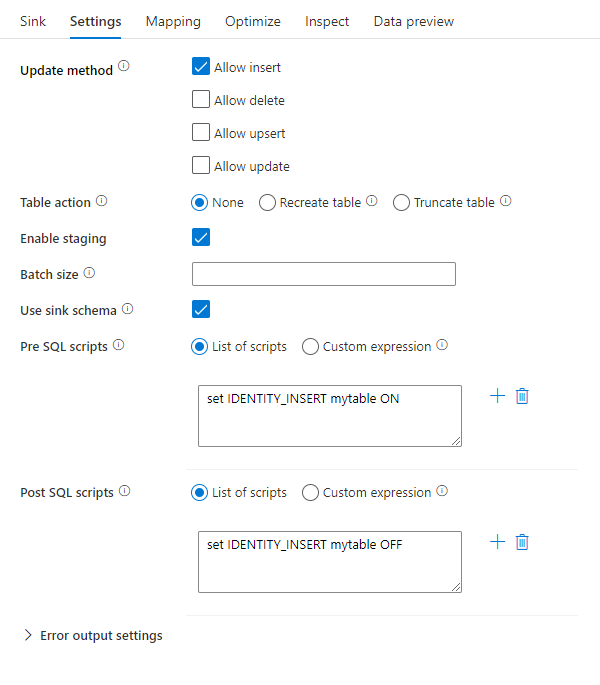 Sink Settings Mapping Optimize Inspect Data preview
Update method
Allow insert
Allow delete
Allow upsert
Allow update
Table action None Recreate table Truncate table
Enable staging
Batch size
Use sink schema
Pre SQL scripts List of scripts Custom expression
set IDENTITY_INSERT mytable ON
Post SQL scripts List of scripts Custom expression
set IDENTITY_INSERT mytable OFF
Error output settings